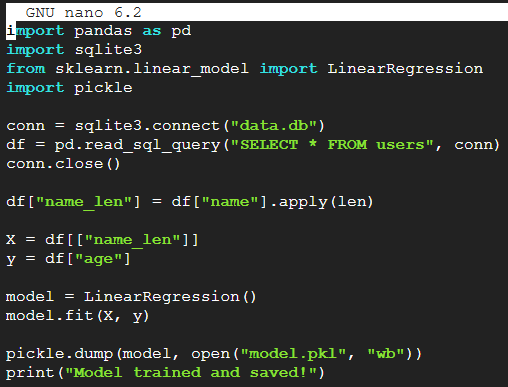 GNU nano 6.2
import pandas as pd
import sqlite3
from sklearn.linear_model import LinearRegression
import pickle
conn = sqlite3.connect("data.db")
df = pd.read_sql_query("SELECT * FROM users", conn)
conn.close()
df["name_len"] = df["name"].apply(len)
X = df[["name_len"]]
y = df["age"]
model = LinearRegression()
model.fit(X, y)
pickle.dump(model, open("model.pkl", "wb"))
print("Model trained and saved!")